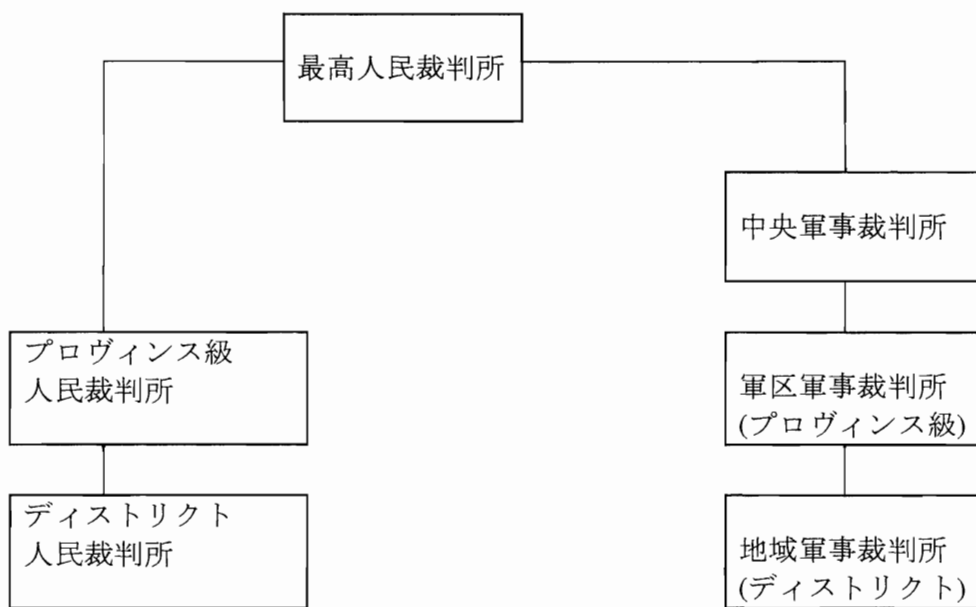 最高人民裁判所
中央軍事裁判所
プロヴィンス級
人民裁判所
軍区軍事裁判所
(プロヴィンス級)
ディストリクト
人民裁判所
地域軍事裁判所
(ディストリクト)